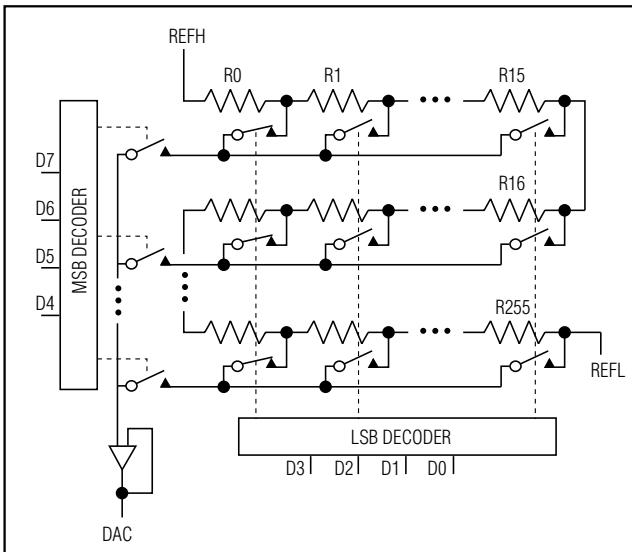 REFH
R0
R1
R15
D7
D6
D5
D4
MSB DECODER
R16
R255
REFL
LSB DECODER
D3
D2
D1
D0
DAC